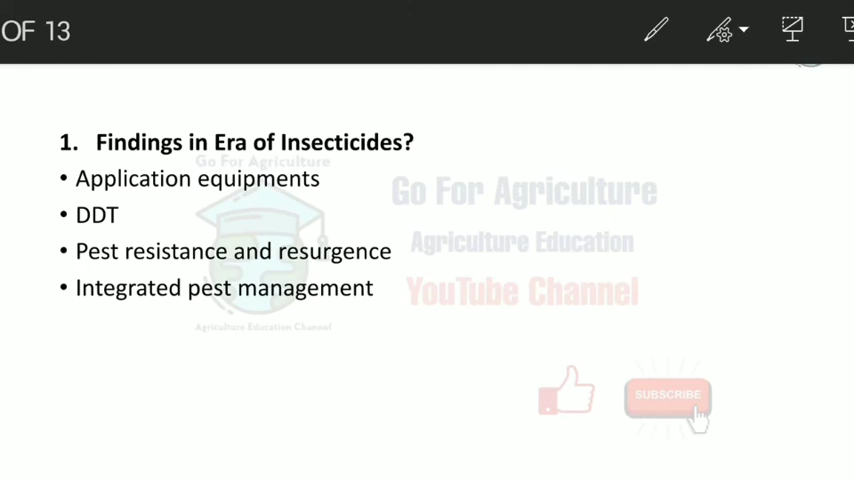 OF 13
1. Findings in Era of Insecticides?
Go For Agriculture
• Application equipments
• DDT
• Pest resistance and resurgence
• Integrated pest management
Agriculture Education Channel
Go For Agriculture
Agriculture Education
YouTube Channel
SUBSCRIBE